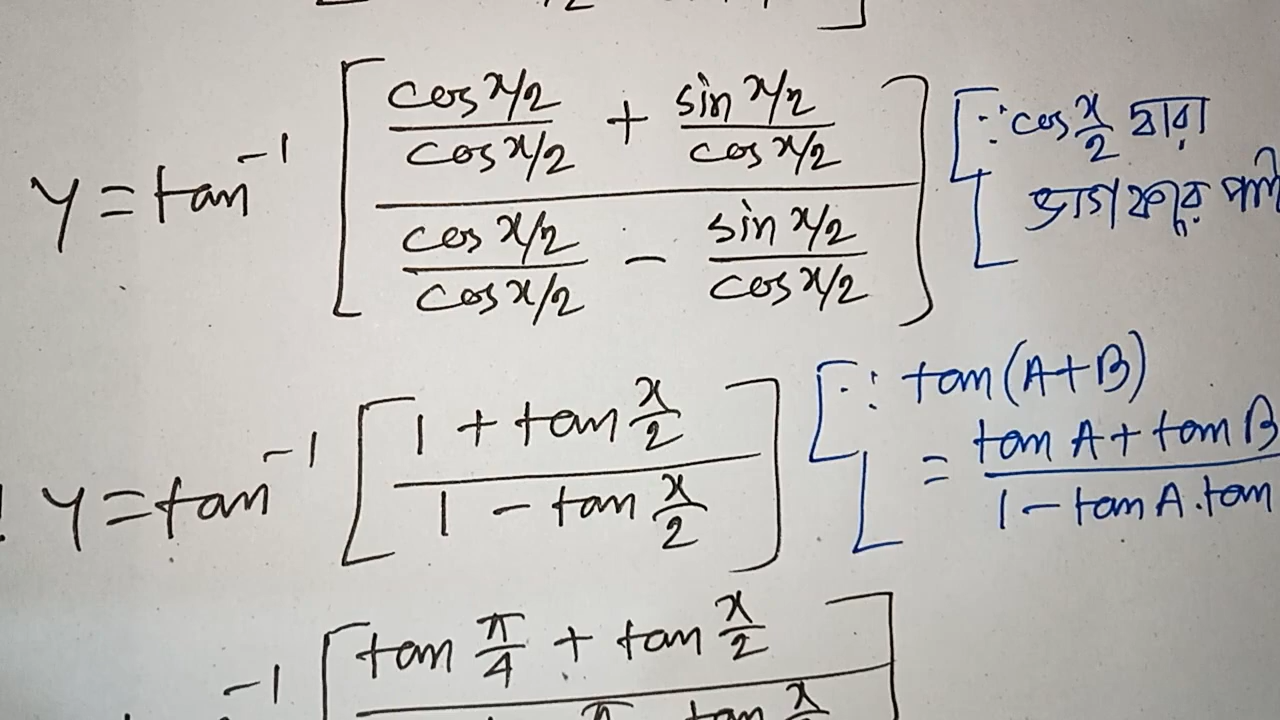 y = tan⁻¹ [ (cos x/2 / cos x/2 + sin x/2 / cos x/2) / (cos x/2 / cos x/2 - sin x/2 / cos x/2) ] [∵ cos x/2 দ্বারা
ভাগ করে পাই
y = tan⁻¹ [ (1 + tan x/2) / (1 - tan x/2) ] [∵ tan (A+B)
= (tan A + tan B) / (1 - tan A . tan
⁻¹ [ (tan π/4 + tan x/2) /